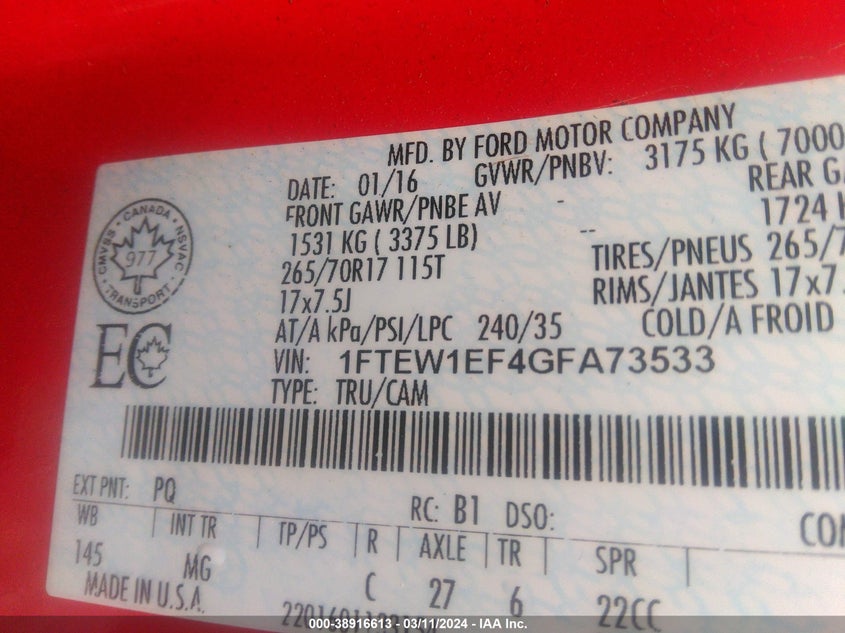 MFD. BY FORD MOTOR COMPANY
DATE: 01/16 GVWR/PNBV: 3175 KG ( 7000
FRONT GAWR/PNBE AV - REAR
1531 KG ( 3375 LB) -- 1724
265/70R17 115T TIRES/PNEUS 265/7
17x7.5J RIMS/JANTES 17x7.
AT/A kPa/PSI/LPC 240/35 COLD/A FROID
VIN: 1FTEW1EF4GFA73533
TYPE: TRU/CAM
CANADA
CMVSS 977 NSVAC
TRANSPORT
EC
EXT PNT: PQ RC: B1 DSO:
WB INT TR TP/PS R AXLE TR SPR
145 MG C 27 6 22CC
MADE IN U.S.A.
000-38916613 - 03/11/2024 - IAA Inc.